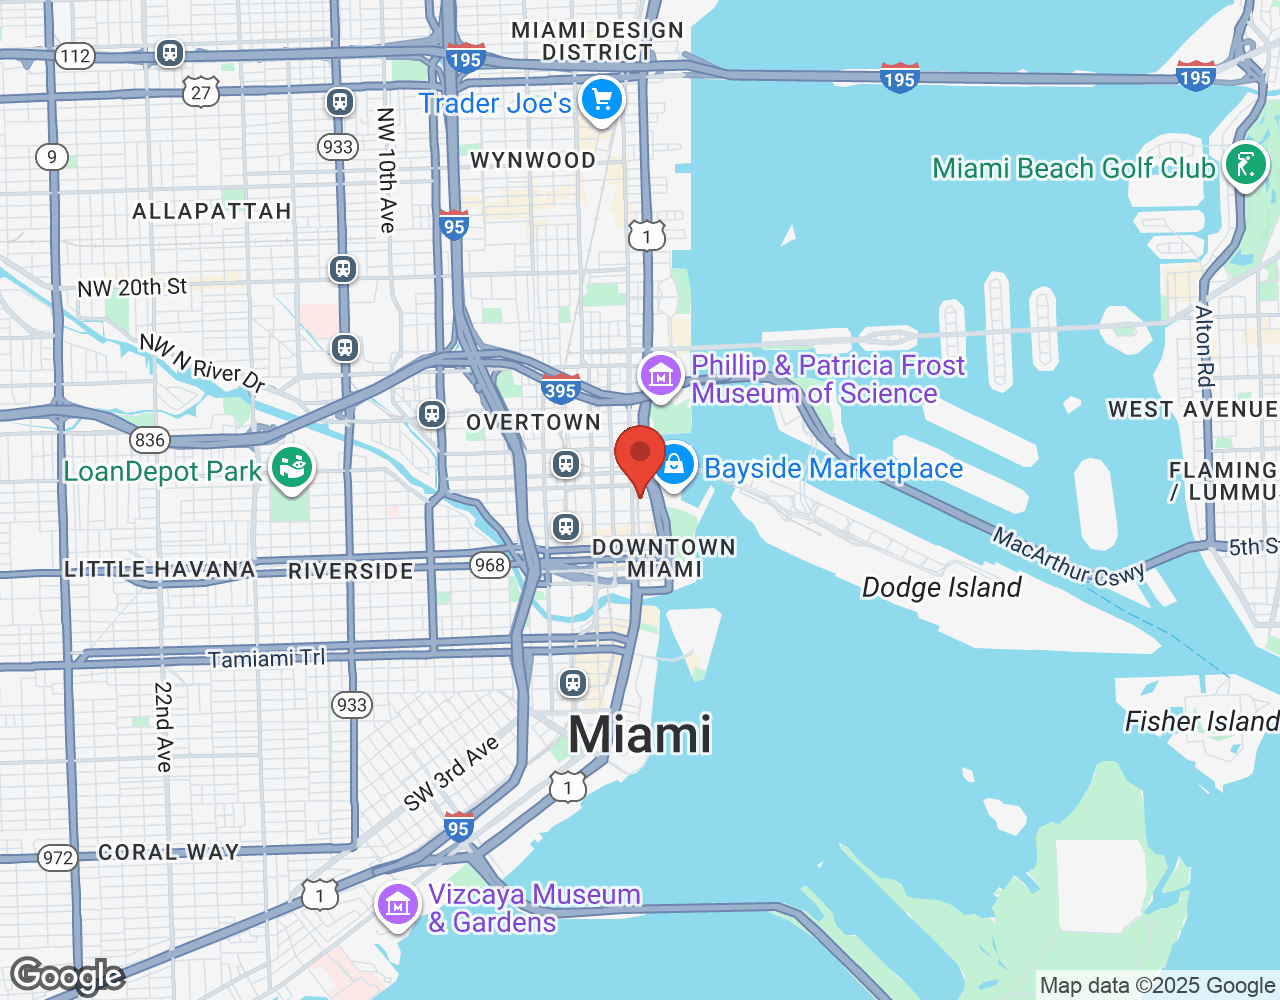 MIAMI DESIGN
DISTRICT
112
195
195
195
27
Trader Joe's
933
NW 10th Ave
9
WYNWOOD
Miami Beach Golf Club
ALLAPATTAH
95
1
NW 20th St
NW N River Dr
Alton Rd
Phillip & Patricia Frost
Museum of Science
395
WEST AVENUE
OVERTOWN
836
LoanDepot Park
Bayside Marketplace
FLAMING
/ LUMMUS
MacArthur Cswy
5th St
DOWNTOWN
MIAMI
LITTLE HAVANA
RIVERSIDE
968
Dodge Island
Tamiami Trl
22nd Ave
933
Fisher Island
Miami
SW 3rd Ave
1
95
972
CORAL WAY
1
Vizcaya Museum
& Gardens
Google
Map data ©2025 Google